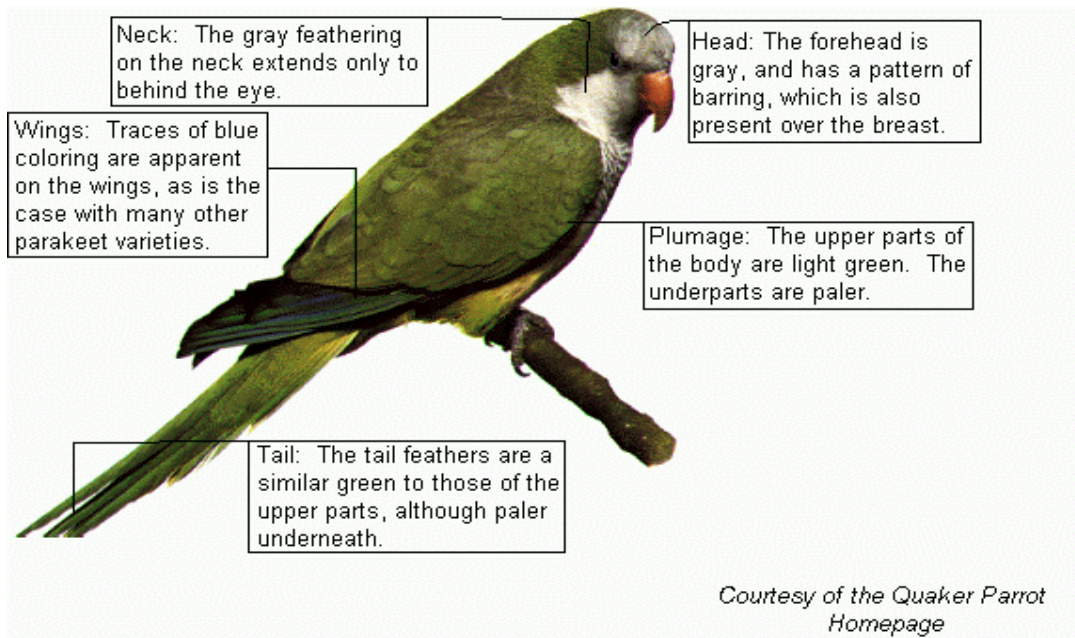 Neck: The gray feathering
on the neck extends only to
behind the eye.
Head: The forehead is
gray, and has a pattern of
barring, which is also
present over the breast.
Wings: Traces of blue
coloring are apparent
on the wings, as is the
case with many other
parakeet varieties.
Plumage: The upper parts of
the body are light green. The
underparts are paler.
Tail: The tail feathers are a
similar green to those of the
upper parts, although paler
underneath.
Courtesy of the Quaker Parrot
Homepage